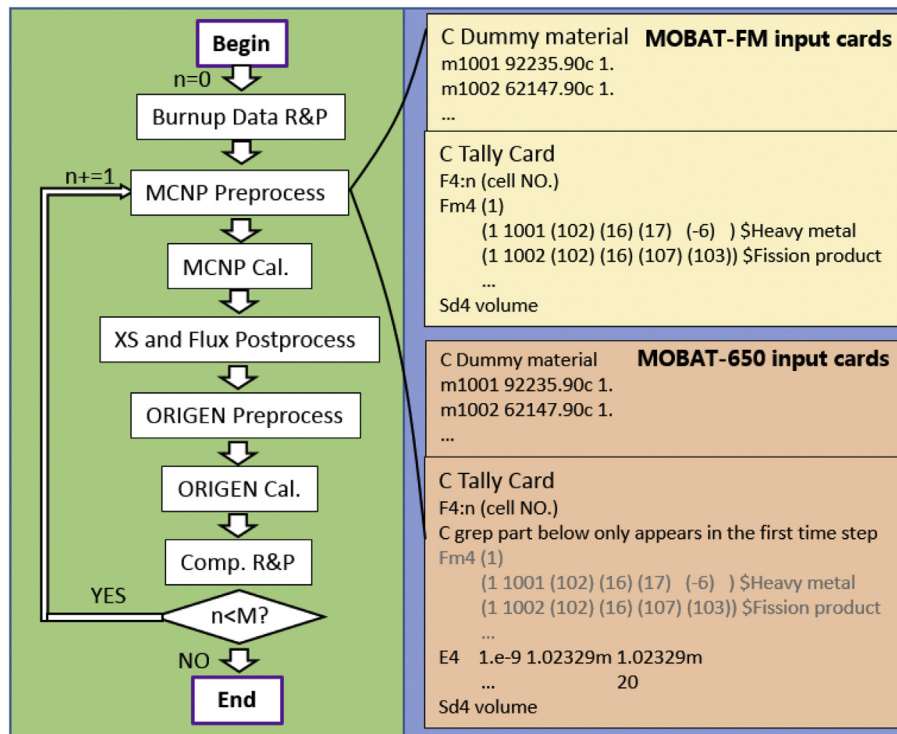 Begin
n=0
Burnup Data R&P
n+=1
MCNP Preprocess
MCNP Cal.
XS and Flux Postprocess
ORIGEN Preprocess
ORIGEN Cal.
Comp. R&P
YES
n<M?
NO
End
C Dummy material MOBAT-FM input cards
m1001 92235.90c 1.
m1002 62147.90c 1.
...
C Tally Card
F4:n (cell NO.)
Fm4 (1)
(1 1001 (102) (16) (17) (-6) ) $Heavy metal
(1 1002 (102) (16) (107) (103)) $Fission product
...
Sd4 volume
C Dummy material MOBAT-650 input cards
m1001 92235.90c 1.
m1002 62147.90c 1.
...
C Tally Card
F4:n (cell NO.)
C grep part below only appears in the first time step
Fm4 (1)
(1 1001 (102) (16) (17) (-6) ) $Heavy metal
(1 1002 (102) (16) (107) (103)) $Fission product
...
E4 1.e-9 1.02329m 1.02329m
... 20
Sd4 volume